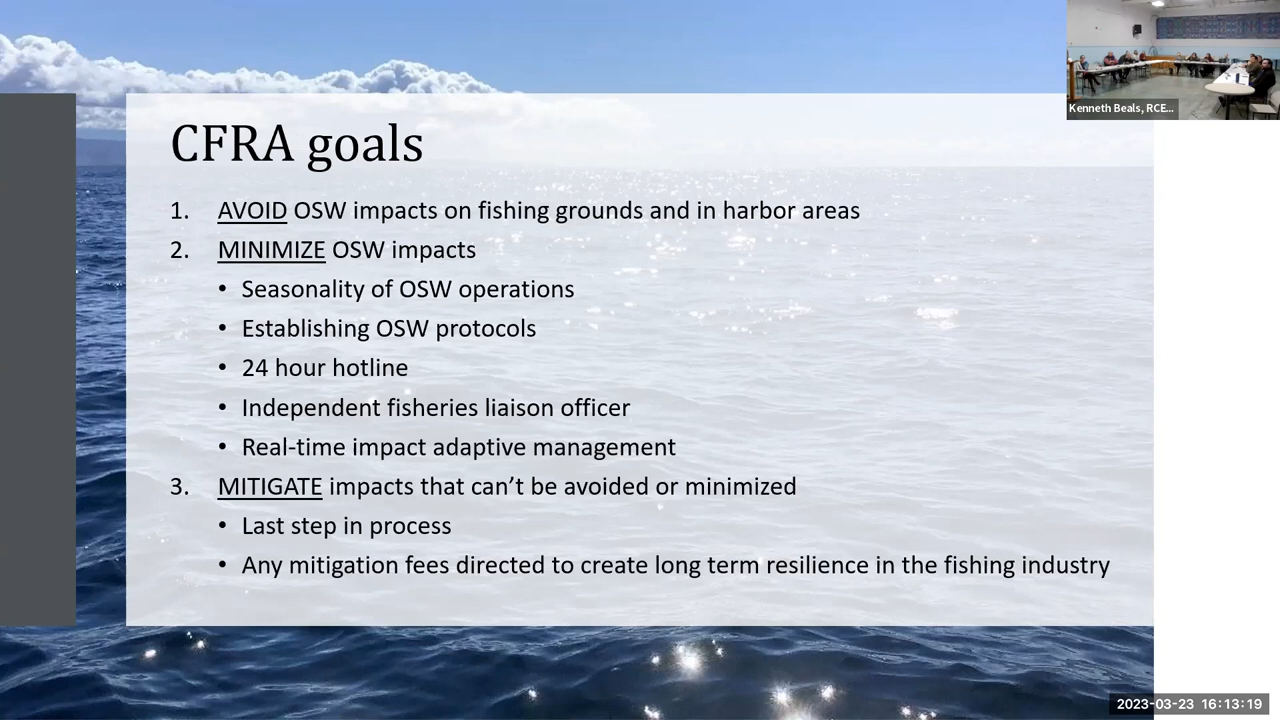 Kenneth Beals, RCE...
CFRA goals
1. AVOID OSW impacts on fishing grounds and in harbor areas
2. MINIMIZE OSW impacts
• Seasonality of OSW operations
• Establishing OSW protocols
• 24 hour hotline
• Independent fisheries liaison officer
• Real-time impact adaptive management
3. MITIGATE impacts that can’t be avoided or minimized
• Last step in process
• Any mitigation fees directed to create long term resilience in the fishing industry
2023-03-23 16:13:19